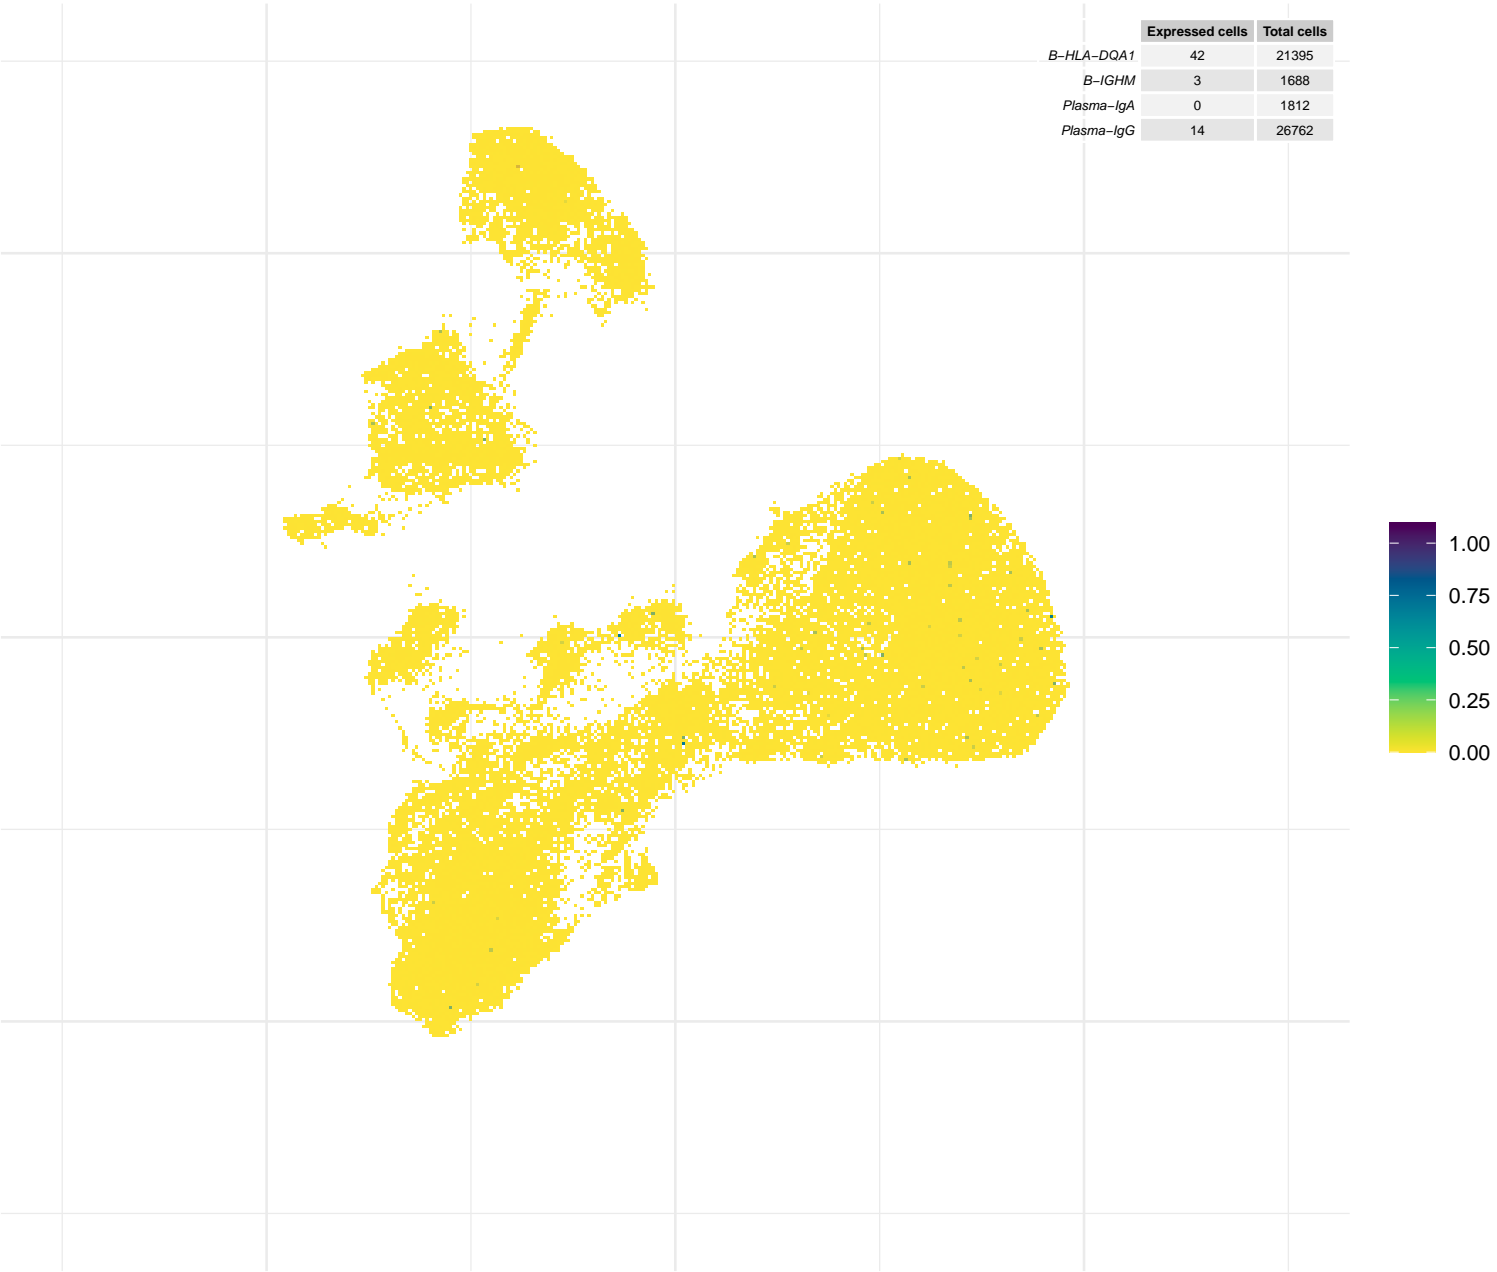 Expressed cells Total cells
B−HLA−DQA1 42 21395
B−IGHM 3 1688
Plasma−IgA 0 1812
Plasma−IgG 14 26762
1.00
0.75
0.50
0.25
0.00